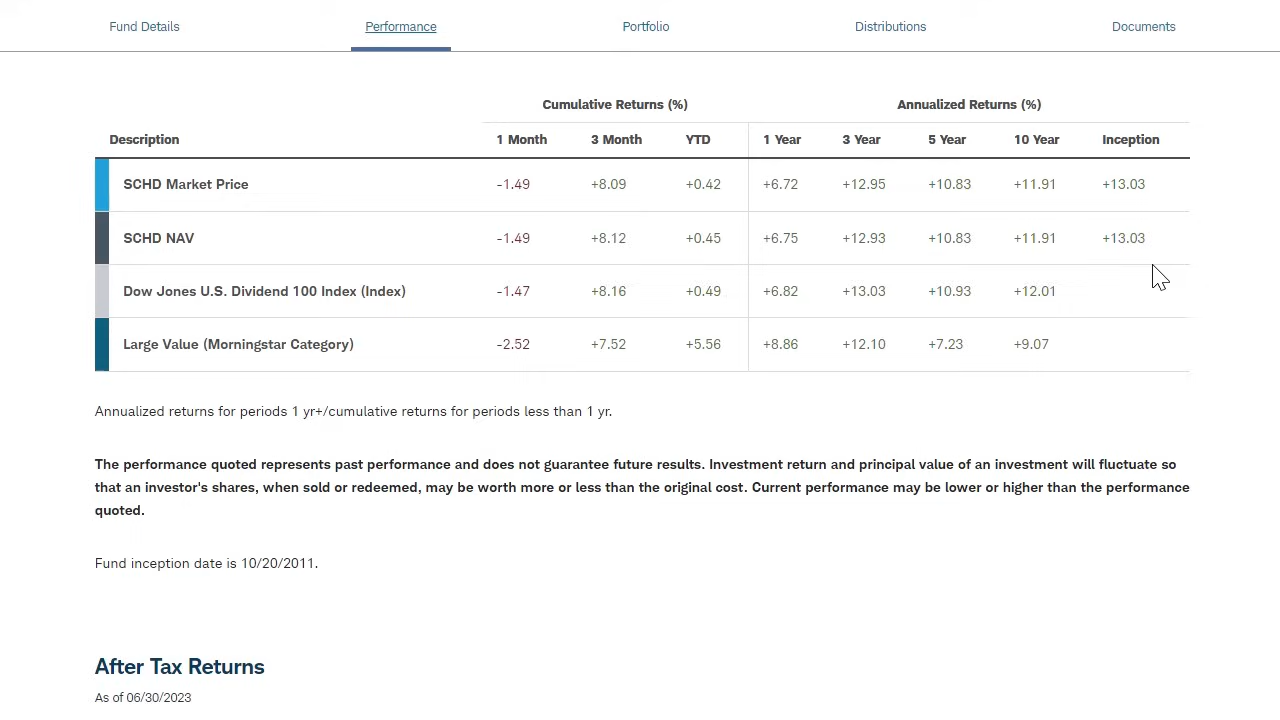 Fund Details Performance Portfolio Distributions Documents
Cumulative Returns (%) Annualized Returns (%)
Description 1 Month 3 Month YTD 1 Year 3 Year 5 Year 10 Year Inception
SCHD Market Price -1.49 +8.09 +0.42 +6.72 +12.95 +10.83 +11.91 +13.03
SCHD NAV -1.49 +8.12 +0.45 +6.75 +12.93 +10.83 +11.91 +13.03
Dow Jones U.S. Dividend 100 Index (Index) -1.47 +8.16 +0.49 +6.82 +13.03 +10.93 +12.01
Large Value (Morningstar Category) -2.52 +7.52 +5.56 +8.86 +12.10 +7.23 +9.07
Annualized returns for periods 1 yr+/cumulative returns for periods less than 1 yr.
The performance quoted represents past performance and does not guarantee future results. Investment return and principal value of an investment will fluctuate so
that an investor's shares, when sold or redeemed, may be worth more or less than the original cost. Current performance may be lower or higher than the performance
quoted.
Fund inception date is 10/20/2011.
After Tax Returns
As of 06/30/2023